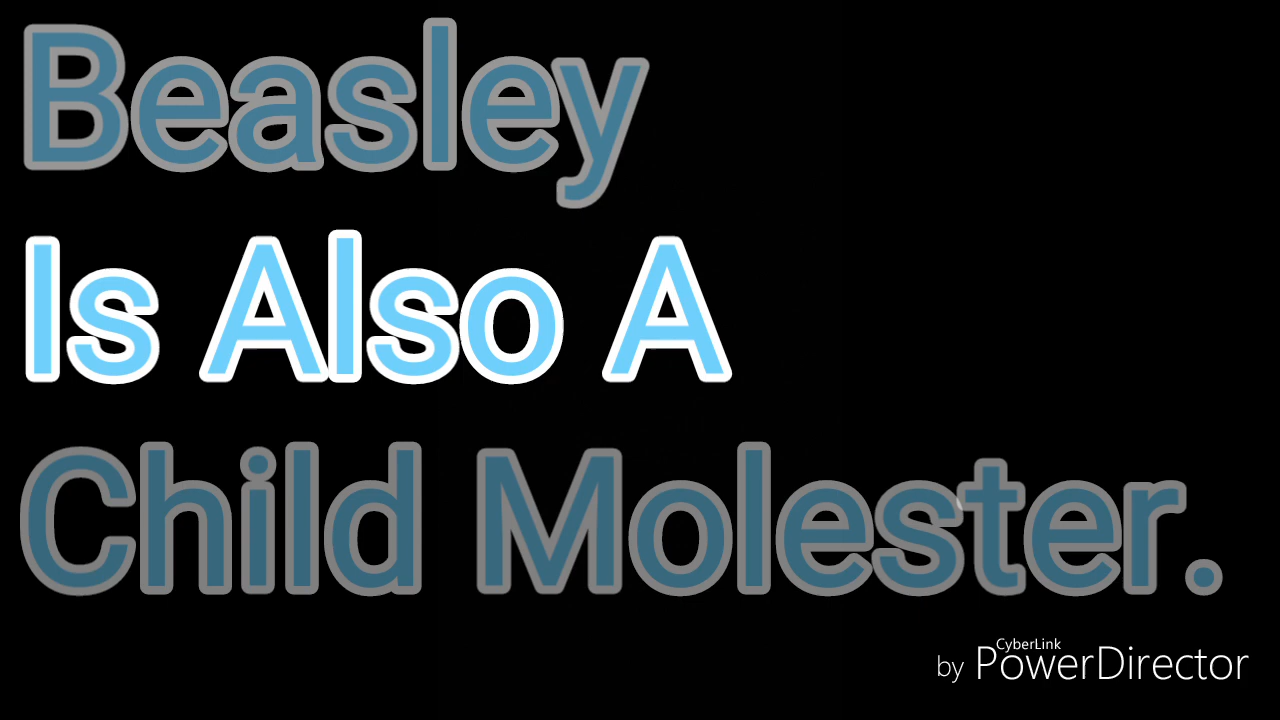 Beasley
Is Also A
Child Molester.
CyberLink
by PowerDirector